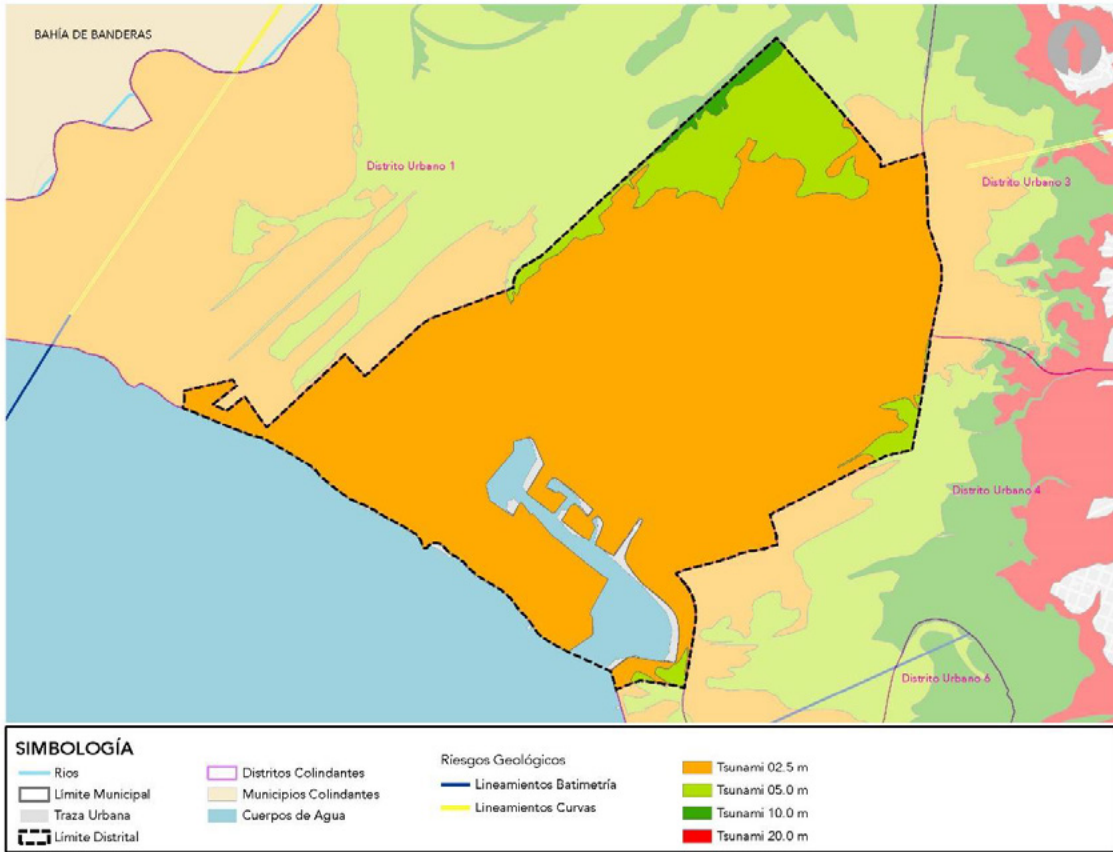 BAHÍA DE BANDERAS
Distrito Urbano 1
Distrito Urbano 3
Distrito Urbano 4
Distrito Urbano 6
SIMBOLOGÍA
Rios
Límite Municipal
Traza Urbana
Límite Distrital
Distritos Colindantes
Municipios Colindantes
Cuerpos de Agua
Riesgos Geológicos
Lineamientos Batimetría
Lineamientos Curvas
Tsunami 02.5 m
Tsunami 05.0 m
Tsunami 10.0 m
Tsunami 20.0 m